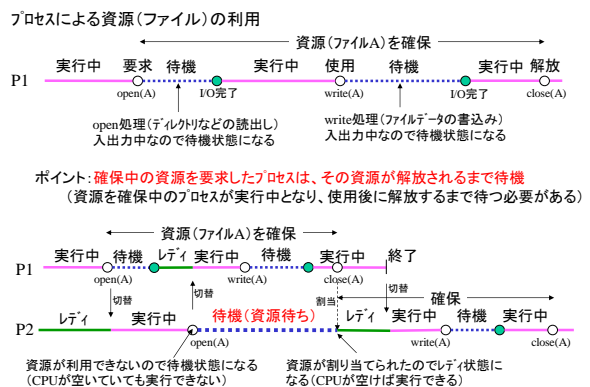 プロセスによる資源(ファイル)の利用
資源(ファイルA)を確保
実行中 要求 待機 実行中 使用 待機 実行中 解放
P1
open(A) I/O完了 write(A) I/O完了 close(A)
open処理(ディレクトリなどの読出し)
入出力中なので待機状態になる
write処理(ファイルデータの書込み)
入出力中なので待機状態になる
ポイント:確保中の資源を要求したプロセスは、その資源が解放されるまで待機
(資源を確保中のプロセスが実行中となり、使用後に解放するまで待つ必要がある)
資源(ファイルA)を確保
実行中 待機 レディ 実行中 待機 実行中 終了
P1
open(A) write(A) close(A)
切替 切替 割当 切替
確保
レディ 実行中 待機(資源待ち) レディ 実行中 待機 実行中
P2
open(A) write(A) close(A)
資源が利用できないので待機状態になる
(CPUが空いていても実行できない)
資源が割り当てられたのでレディ状態に
なる(CPUが空けば実行できる)